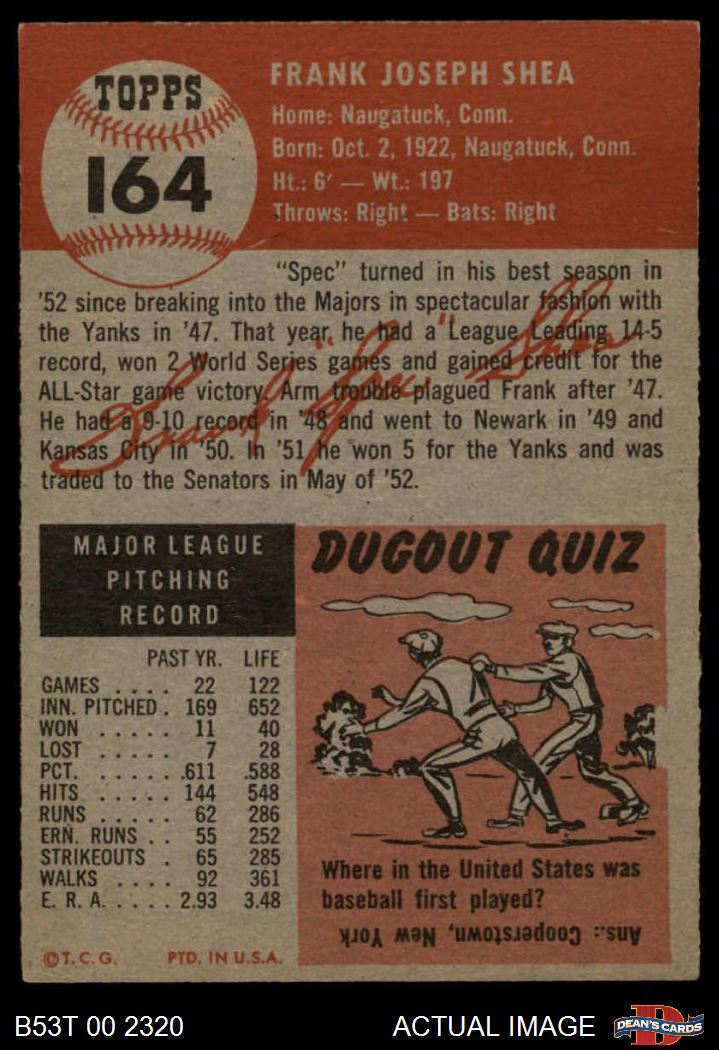 TOPPS
164
FRANK JOSEPH SHEA
Home: Naugatuck, Conn.
Born: Oct. 2, 1922, Naugatuck, Conn.
Ht.: 6′ — Wt.: 197
Throws: Right — Bats: Right
"Spec" turned in his best season in
'52 since breaking into the Majors in spectacular fashion with
the Yanks in '47. That year he had a League Leading 14-5
record, won 2 World Series games and gained credit for the
ALL-Star game victory. Arm trouble plagued Frank after '47.
He had a 9-10 record in '48 and went to Newark in '49 and
Kansas City in '50. In '51 he won 5 for the Yanks and was
traded to the Senators in May of '52.
Frank "Spec" Shea
MAJOR LEAGUE
PITCHING
RECORD
PAST YR. LIFE
GAMES .... 22 122
INN. PITCHED . 169 652
WON ..... 11 40
LOST ..... 7 28
PCT. ...... .611 .588
HITS ..... 144 548
RUNS ..... 62 286
ERN. RUNS .. 55 252
STRIKEOUTS . 65 285
WALKS .... 92 361
E. R. A. ..... 2.93 3.48
© T. C. G. PTD. IN U.S.A.
DUGOUT QUIZ
Where in the United States was
baseball first played?
Ans.: Cooperstown, New York
B53T 00 2320
ACTUAL IMAGE
D
DEAN'S CARDS